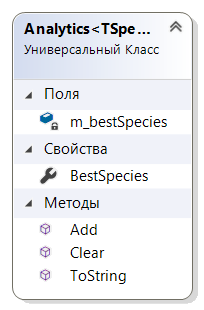 Analytics<TSpe...
Универсальный Класс
Поля
m_bestSpecies
Свойства
BestSpecies
Методы
Add
Clear
ToString